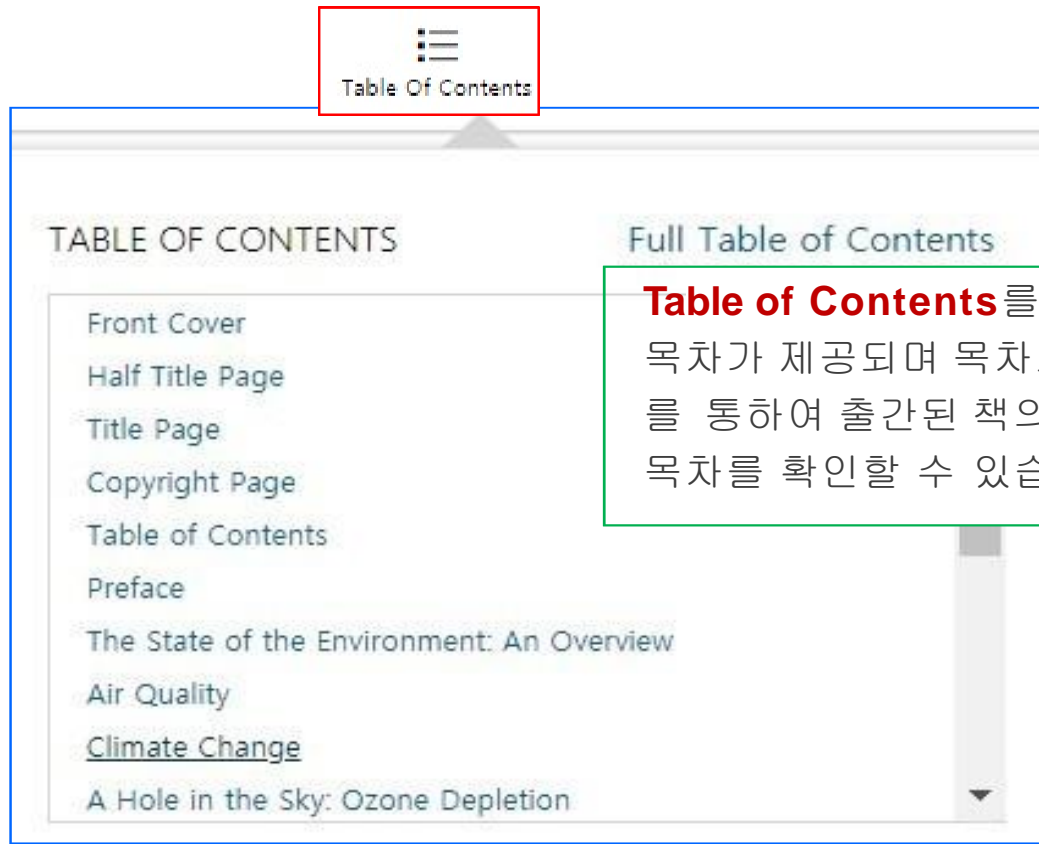 Table Of Contents
TABLE OF CONTENTS
Full Table of Contents
Table of Contents를
목차가 제공되며
를 통하여 출간된 책의
목차를 확인할 수
Front Cover
Half Title Page
Title Page
Copyright Page
Table of Contents
Preface
The State of the Environment: An Overview
Air Quality
Climate Change
A Hole in the Sky: Ozone Depletion